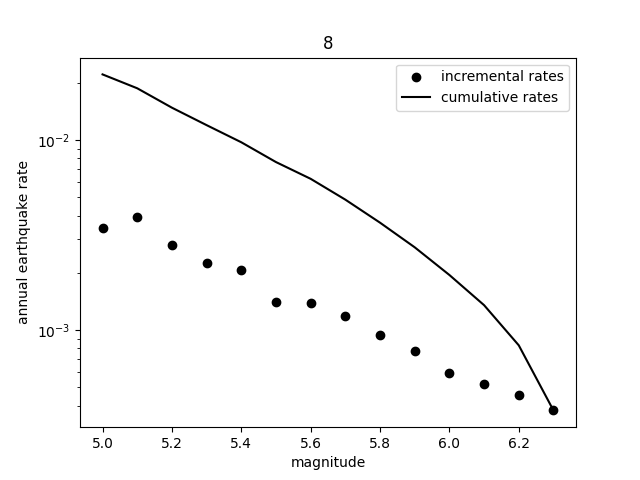 8
incremental rates
cumulative rates
10⁻²
10⁻³
annual earthquake rate
5.0 5.2 5.4 5.6 5.8 6.0 6.2
magnitude